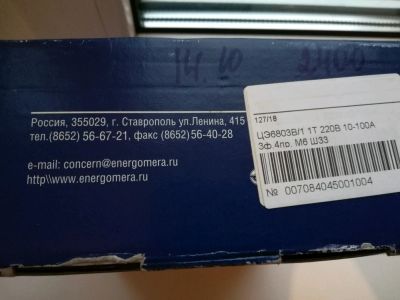 14.10
Россия, 355029, г. Ставрополь ул.Ленина, 415
тел.(8652) 56-67-21, факс (8652) 56-40-28
e-mail: concern@energomera.ru
http\\www.energomera.ru
127/18
ЦЭ6803В/1 1Т 220В 10-100А
3ф.4пр. М6 Ш33
№ 007084045001004